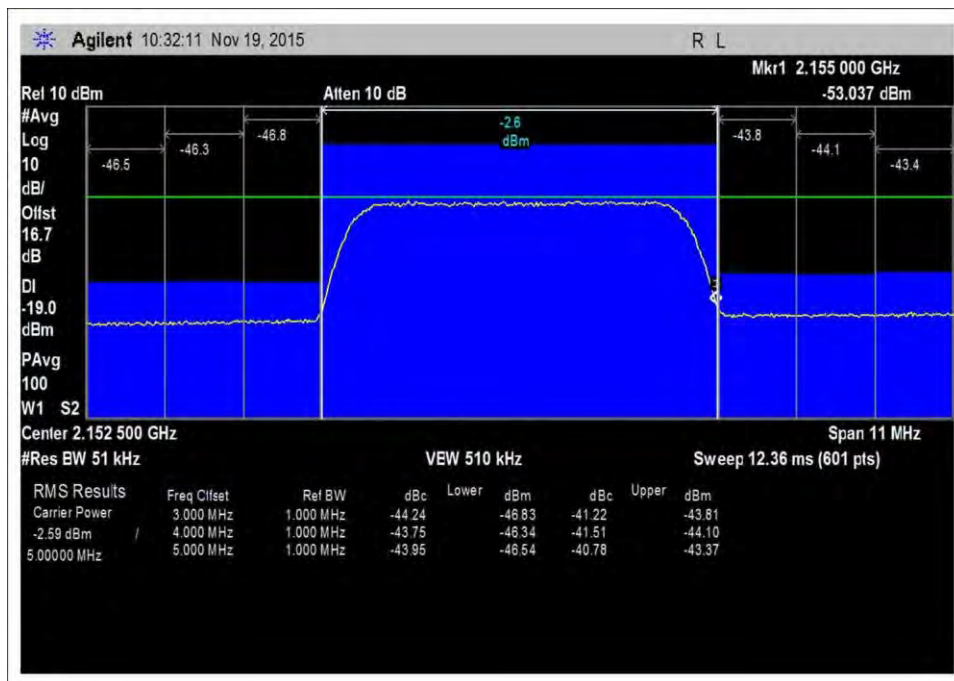 Agilent 10:32:11 Nov 19, 2015 R L
Mkr1 2.155 000 GHz
Rel 10 dBm Atten 10 dB -53.037 dBm
#Avg
Log
10
dB/
Offst
16.7
dB
DI
-19.0
dBm
PAvg
100
W1 S2
-46.5 -46.3 -46.8 -2.6 -43.8 -44.1 -43.4
dBm
Center 2.152 500 GHz Span 11 MHz
#Res BW 51 kHz VEW 510 kHz Sweep 12.36 ms (601 pts)
RMS Results Freq Clfset Ref BW dBc Lower dBm dBc Upper dBm
Carrier Power 3.000 MHz 1.000 MHz -44.24 -46.83 -41.22 -43.81
-2.59 dBm / 4.000 MHz 1.000 MHz -43.75 -46.34 -41.51 -44.10
5.00000 MHz 5.000 MHz 1.000 MHz -43.95 -46.54 -40.78 -43.37